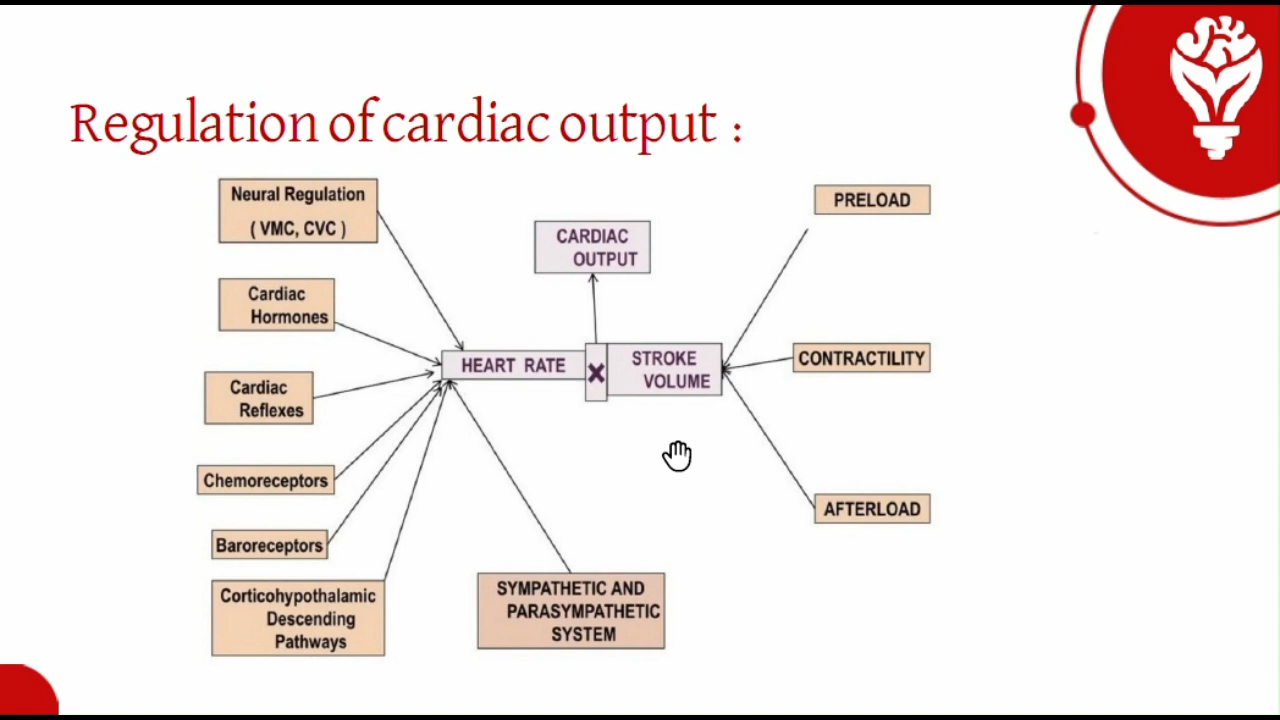 Regulation of cardiac output :
Neural Regulation
( VMC, CVC )
Cardiac
Hormones
Cardiac
Reflexes
Chemoreceptors
Baroreceptors
Corticohypothalamic
Descending
Pathways
CARDIAC
OUTPUT
HEART RATE
×
STROKE
VOLUME
SYMPATHETIC AND
PARASYMPATHETIC
SYSTEM
PRELOAD
CONTRACTILITY
AFTERLOAD